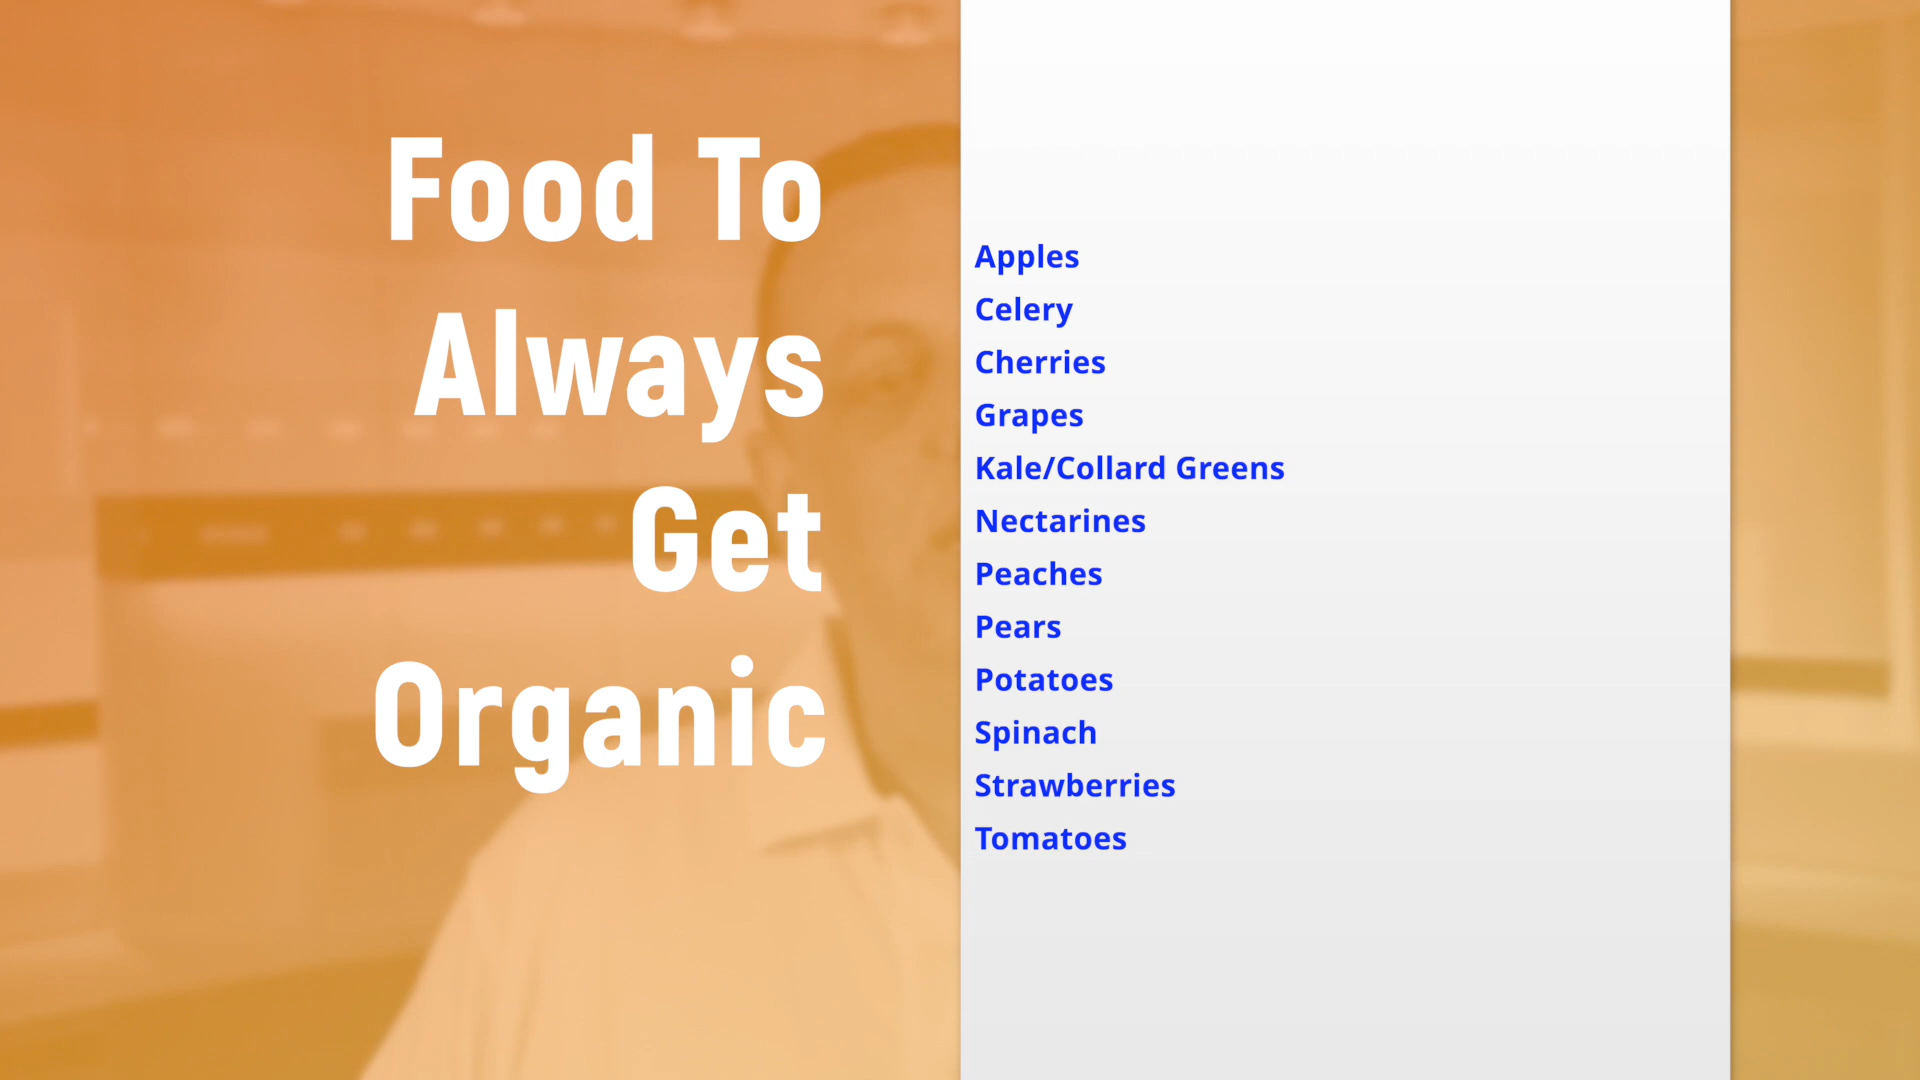 Food To
Always
Get
Organic
Apples
Celery
Cherries
Grapes
Kale/Collard Greens
Nectarines
Peaches
Pears
Potatoes
Spinach
Strawberries
Tomatoes